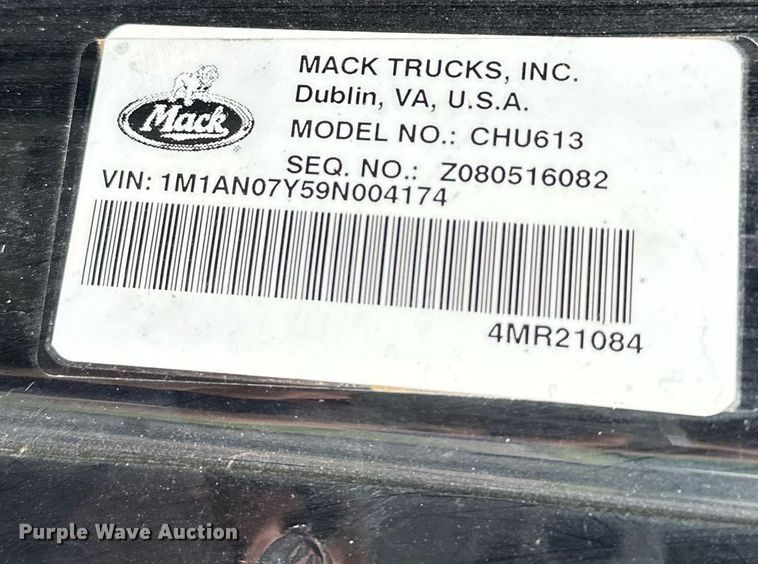 Mack
MACK TRUCKS, INC.
Dublin, VA, U.S.A.
MODEL NO.: CHU613
SEQ. NO.: Z080516082
VIN: 1M1AN07Y59N004174
4MR21084
Purple Wave Auction